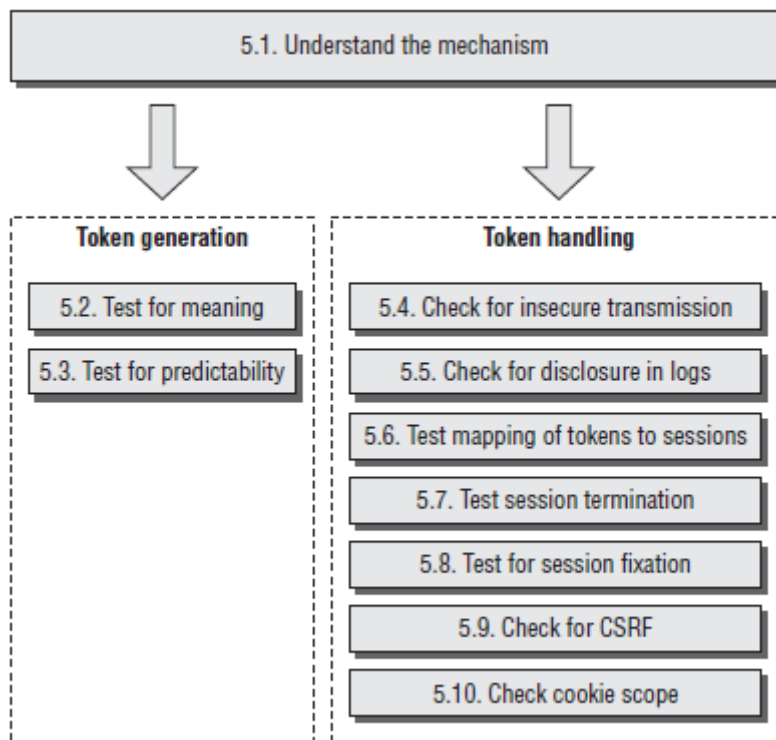 5.1. Understand the mechanism
Token generation
5.2. Test for meaning
5.3. Test for predictability
Token handling
5.4. Check for insecure transmission
5.5. Check for disclosure in logs
5.6. Test mapping of tokens to sessions
5.7. Test session termination
5.8. Test for session fixation
5.9. Check for CSRF
5.10. Check cookie scope